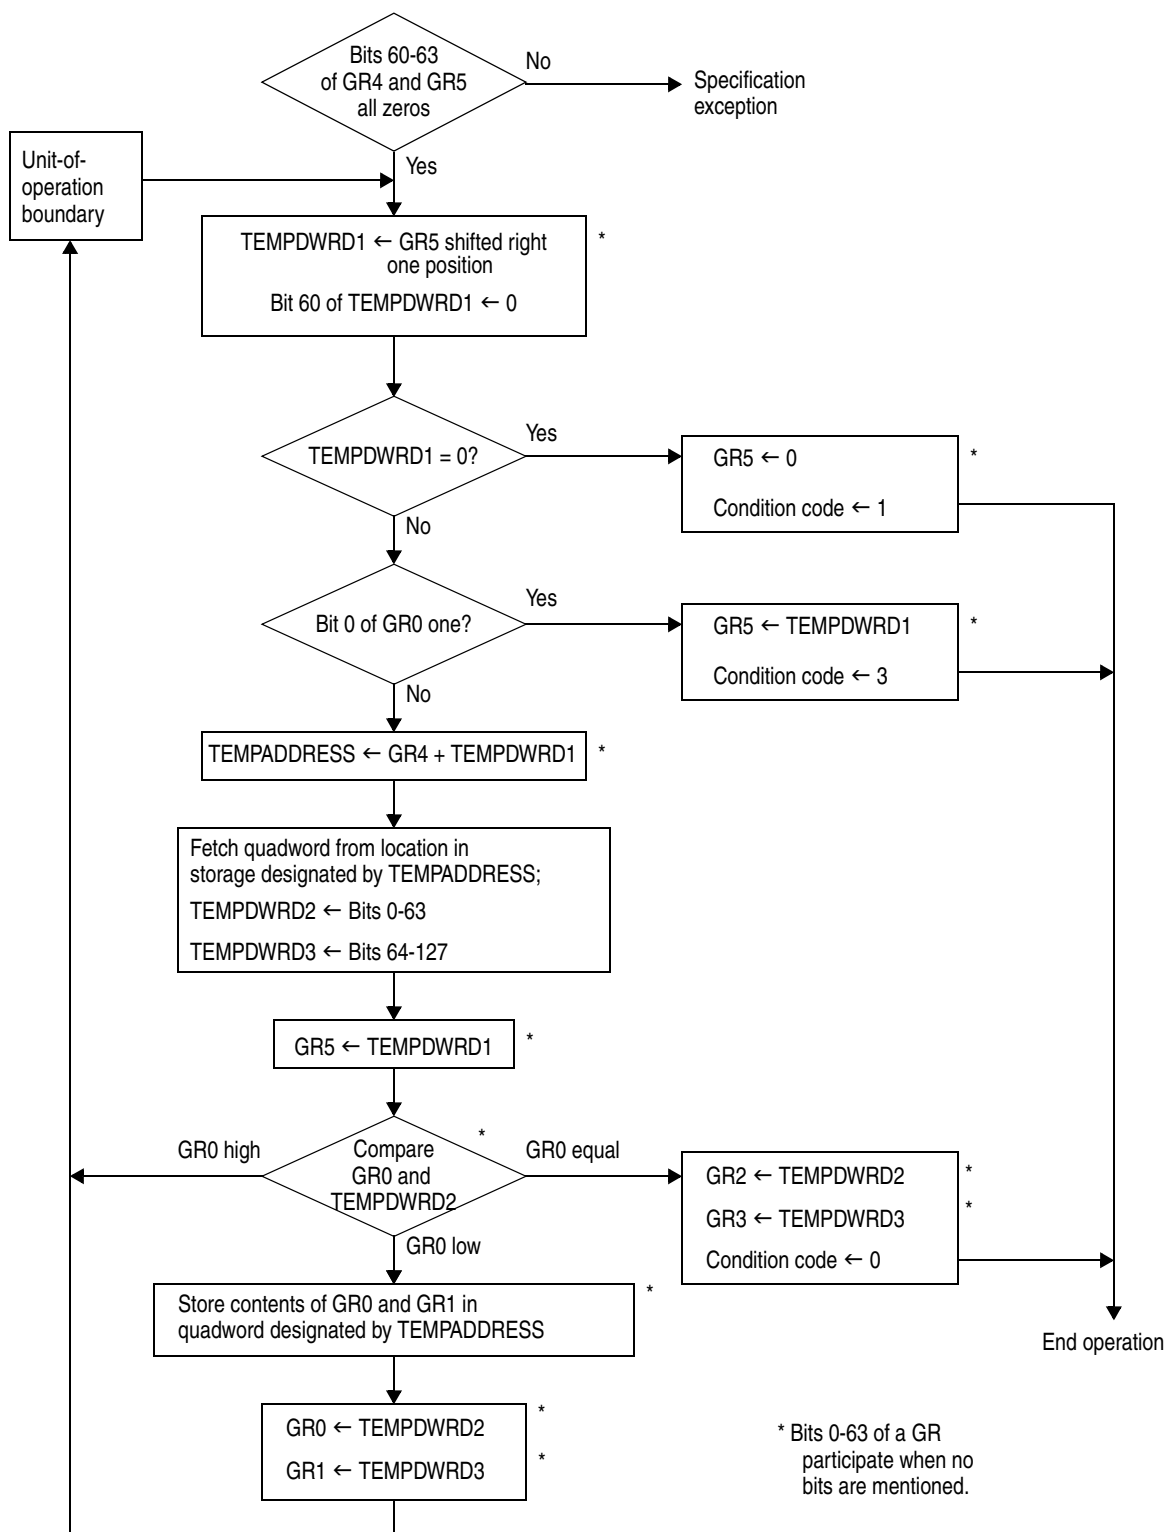 Bits 60-63
of GR4 and GR5
all zeros
No
Specification
exception
Unit-of-
operation
boundary
Yes
TEMPDWRD1 ← GR5 shifted right
one position
Bit 60 of TEMPDWRD1 ← 0
*
TEMPDWRD1 = 0?
Yes
GR5 ← 0
*
Condition code ← 1
No
Bit 0 of GR0 one?
Yes
GR5 ← TEMPDWRD1
*
Condition code ← 3
No
TEMPADDRESS ← GR4 + TEMPDWRD1
*
Fetch quadword from location in
storage designated by TEMPADDRESS;
TEMPDWRD2 ← Bits 0-63
TEMPDWRD3 ← Bits 64-127
GR5 ← TEMPDWRD1
*
GR0 high
Compare
GR0 and
TEMPDWRD2
*
GR0 equal
GR2 ← TEMPDWRD2
*
GR3 ← TEMPDWRD3
*
Condition code ← 0
GR0 low
Store contents of GR0 and GR1 in
quadword designated by TEMPADDRESS
*
End operation
GR0 ← TEMPDWRD2
*
GR1 ← TEMPDWRD3
*
* Bits 0-63 of a GR
participate when no
bits are mentioned.